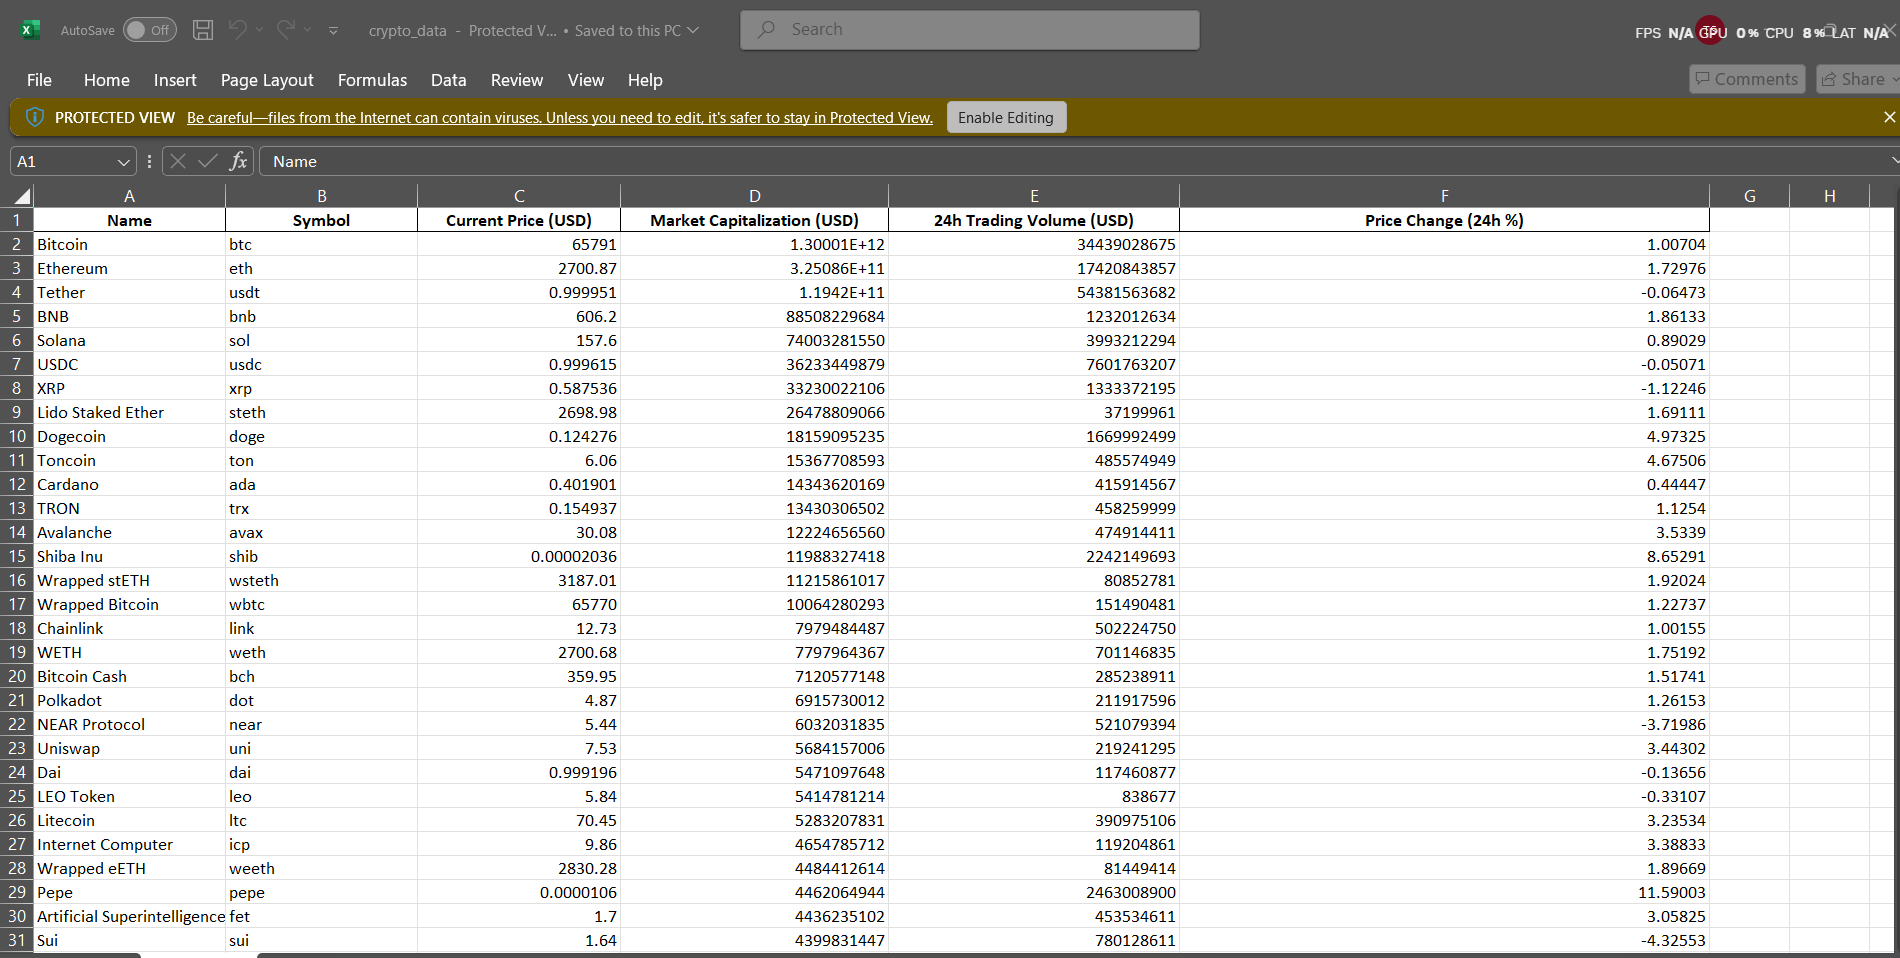 AutoSave Off crypto_data - Protected V... • Saved to this PC Search FPS N/A GPU 0% CPU 8% LAT N/A
File Home Insert Page Layout Formulas Data Review View Help Comments Share
PROTECTED VIEW Be careful—files from the Internet can contain viruses. Unless you need to edit, it's safer to stay in Protected View. Enable Editing
A1 fx Name
A B C D E F G H
1 Name Symbol Current Price (USD) Market Capitalization (USD) 24h Trading Volume (USD) Price Change (24h %)
2 Bitcoin btc 65791 1.30001E+12 34439028675 1.00704
3 Ethereum eth 2700.87 3.25086E+11 17420843857 1.72976
4 Tether usdt 0.999951 1.1942E+11 54381563682 -0.06473
5 BNB bnb 606.2 88508229684 1232012634 1.86133
6 Solana sol 157.6 74003281550 3993212294 0.89029
7 USDC usdc 0.999615 36233449879 7601763207 -0.05071
8 XRP xrp 0.587536 33230022106 1333372195 -1.12246
9 Lido Staked Ether steth 2698.98 26478809066 37199961 1.69111
10 Dogecoin doge 0.124276 18159095235 1669992499 4.97325
11 Toncoin ton 6.06 15367708593 485574949 4.67506
12 Cardano ada 0.401901 14343620169 415914567 0.44447
13 TRON trx 0.154937 13430306502 458259999 1.1254
14 Avalanche avax 30.08 12224656560 474914411 3.5339
15 Shiba Inu shib 0.00002036 11988327418 2242149693 8.65291
16 Wrapped stETH wsteth 3187.01 11215861017 80852781 1.92024
17 Wrapped Bitcoin wbtc 65770 10064280293 151490481 1.22737
18 Chainlink link 12.73 7979484487 502224750 1.00155
19 WETH weth 2700.68 7797964367 701146835 1.75192
20 Bitcoin Cash bch 359.95 7120577148 285238911 1.51741
21 Polkadot dot 4.87 6915730012 211917596 1.26153
22 NEAR Protocol near 5.44 6032031835 521079394 -3.71986
23 Uniswap uni 7.53 5684157006 219241295 3.44302
24 Dai dai 0.999196 5471097648 117460877 -0.13656
25 LEO Token leo 5.84 5414781214 838677 -0.33107
26 Litecoin ltc 70.45 5283207831 390975106 3.23534
27 Internet Computer icp 9.86 4654785712 119204861 3.38833
28 Wrapped eETH weeth 2830.28 4484412614 81449414 1.89669
29 Pepe pepe 0.0000106 4462064944 2463008900 11.59003
30 Artificial Superintelligence fet 1.7 4436235102 453534611 3.05825
31 Sui sui 1.64 4399831447 780128611 -4.32553